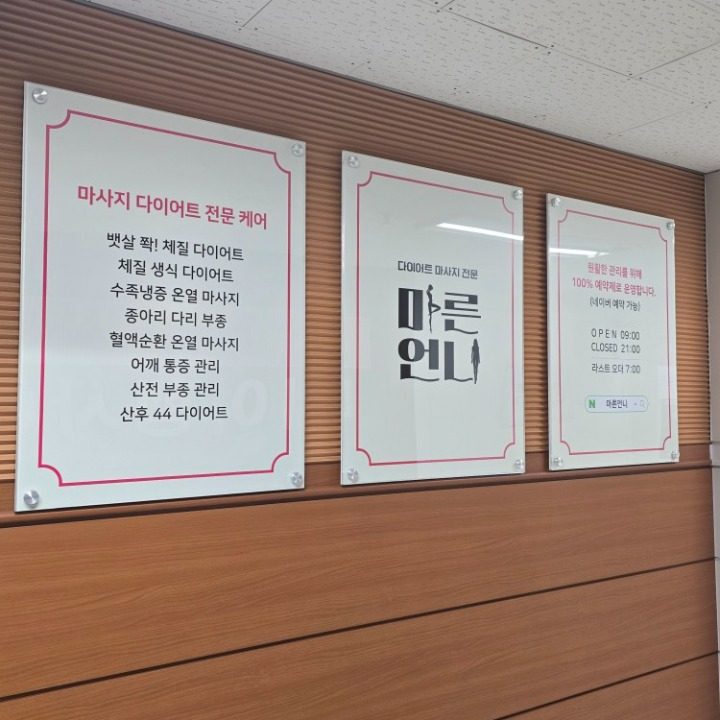 마사지 다이어트 전문 케어
뱃살 쫙! 체질 다이어트
체질 생식 다이어트
수족냉증 온열 마사지
종아리 다리 부종
혈액순환 온열 마사지
어깨 통증 관리
산전 부종 관리
산후 44 다이어트
다이어트 마사지 전문
마른
언니
원활한 관리를 위해
100% 예약제로 운영합니다.
(네이버 예약 가능)
OPEN 09:00
CLOSED 21:00
라스트 오더 7:00
N 마른언니